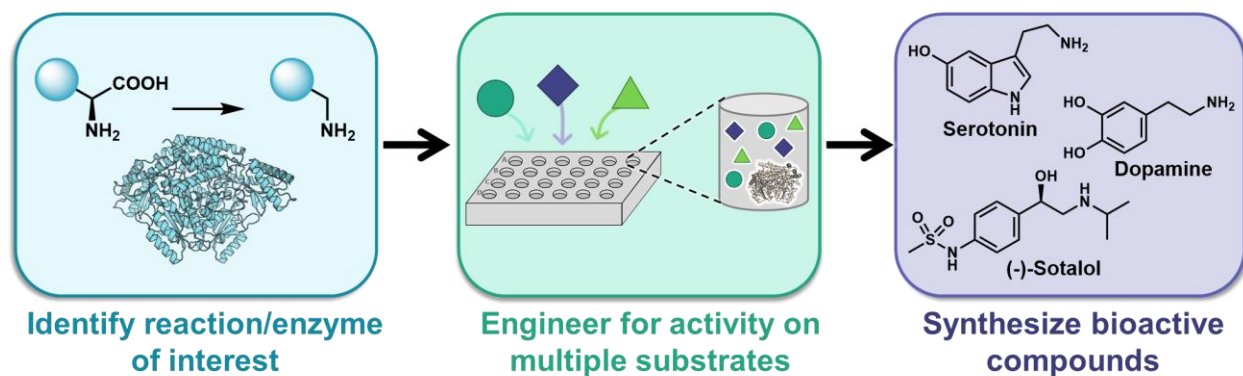 COOH
NH2
NH2
Identify reaction/enzyme
of interest
A
B
C
D
Engineer for activity on
multiple substrates
HO
NH2
N
H
Serotonin
HO
HO
NH2
Dopamine
OH
H
N
O
O
S
N
H
(-)-Sotalol
Synthesize bioactive
compounds